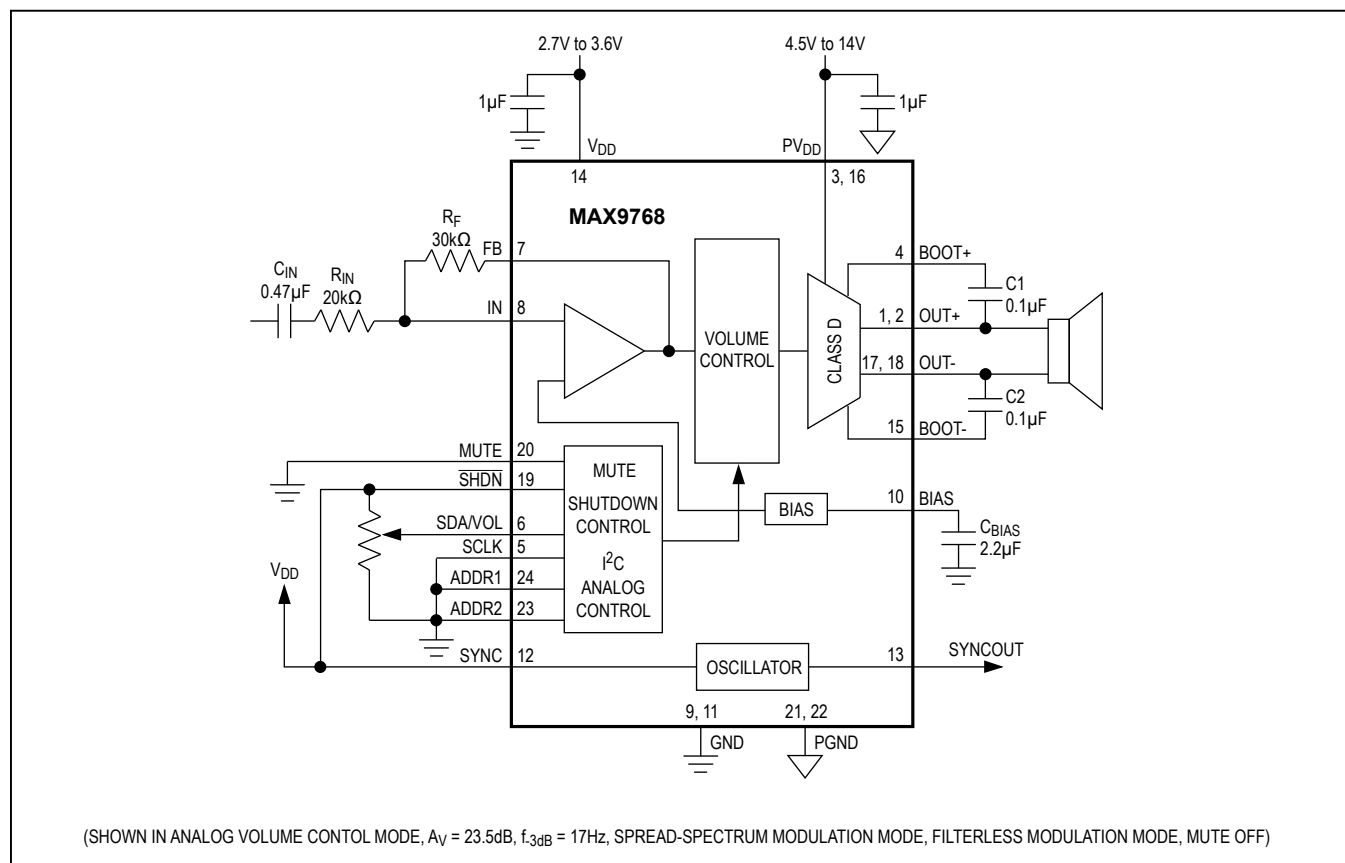 2.7V to 3.6V
4.5V to 14V
1µF
1µF
VDD
PVDD
14
3, 16
MAX9768
RF
30kΩ
FB
7
CIN
0.47µF
RIN
20kΩ
IN
8
VOLUME
CONTROL
CLASS D
4
BOOT+
C1
0.1µF
1, 2
OUT+
17, 18
OUT-
C2
0.1µF
15
BOOT-
MUTE
20
SHDN
19
SDA/VOL
6
SCLK
5
ADDR1
24
ADDR2
23
MUTE
SHUTDOWN
CONTROL
I2C
ANALOG
CONTROL
BIAS
10
BIAS
CBIAS
2.2µF
VDD
SYNC
12
OSCILLATOR
13
SYNCOUT
9, 11
21, 22
GND
PGND
(SHOWN IN ANALOG VOLUME CONTOL MODE, AV = 23.5dB, f-3dB = 17Hz, SPREAD-SPECTRUM MODULATION MODE, FILTERLESS MODULATION MODE, MUTE OFF)